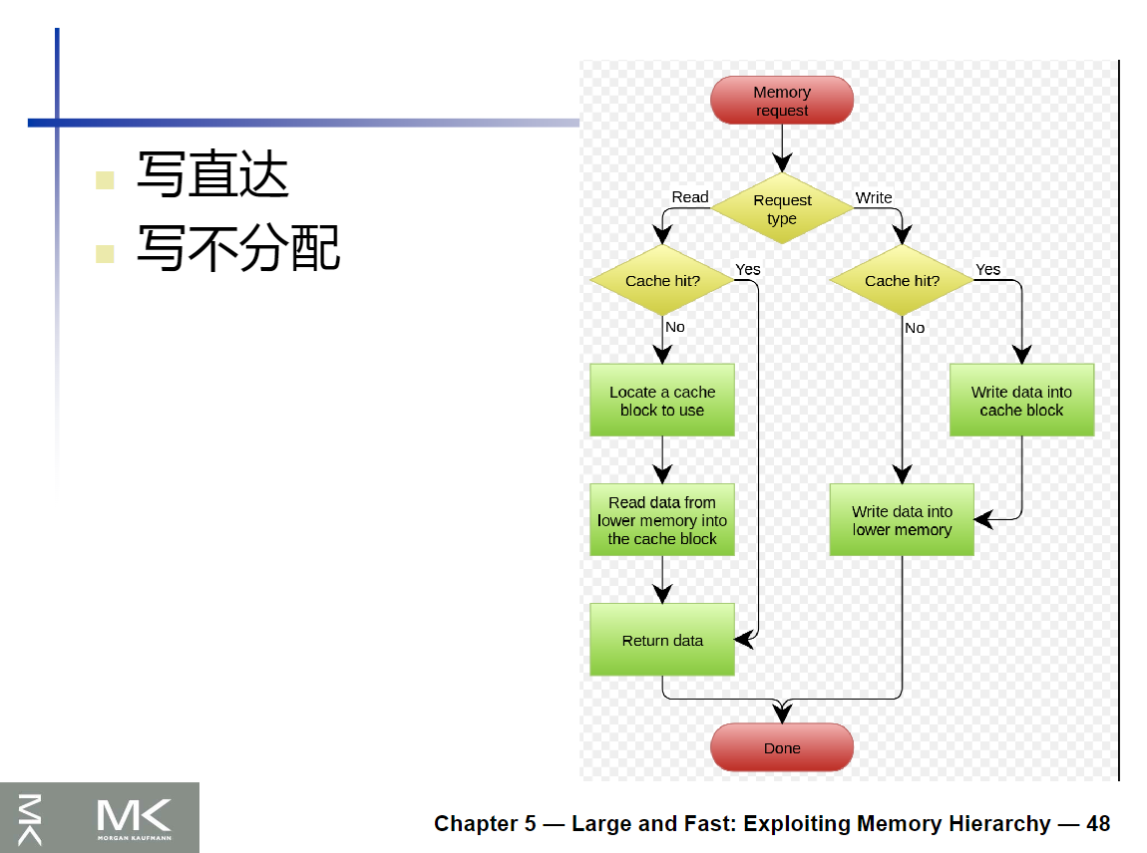 写直达
写不分配
Memory
request
Request
type
Read
Write
Cache hit?
Yes
No
Cache hit?
Yes
No
Locate a cache
block to use
Write data into
cache block
Read data from
lower memory into
the cache block
Write data into
lower memory
Return data
Done
MK
MK
MORGAN KAUFMANN
Chapter 5 — Large and Fast: Exploiting Memory Hierarchy — 48